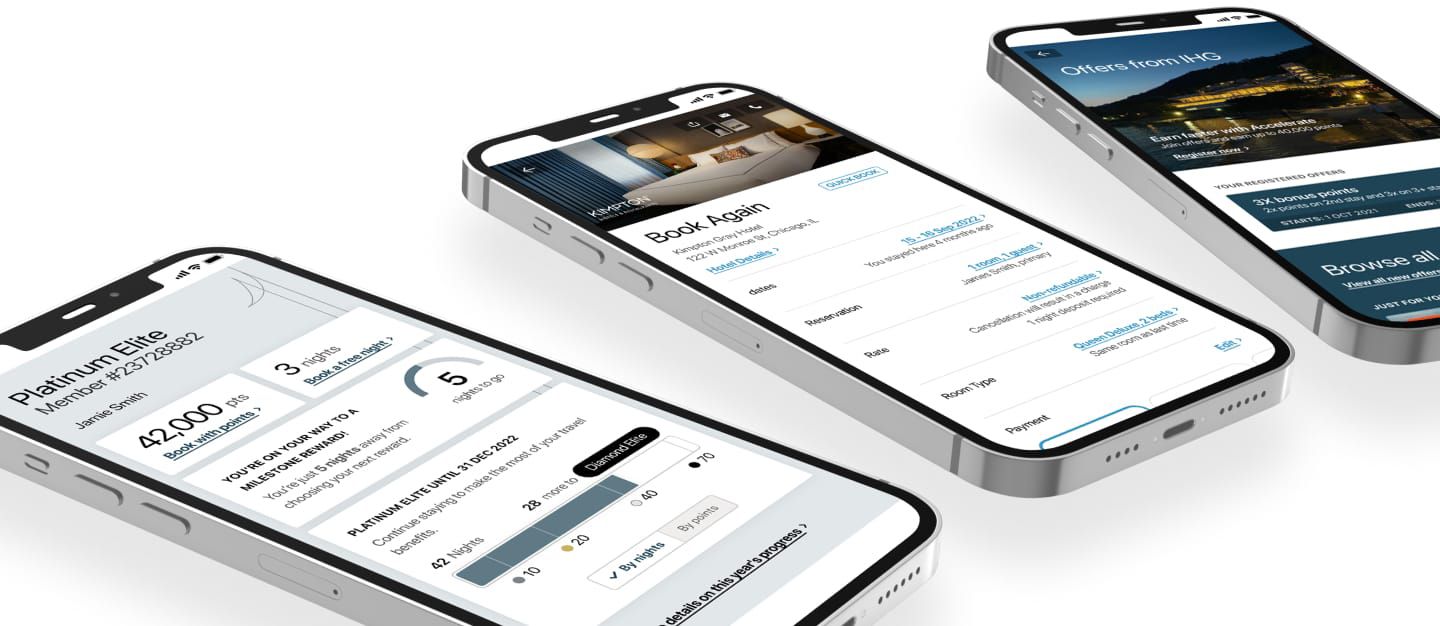 Platinum Elite
Member #23728882
Jamie Smith
42,000 pts
Book with points ›
3 nights
Book a free night ›
YOU'RE ON YOUR WAY TO A
MILESTONE REWARD!
You're just 5 nights away from
choosing your next reward.
5
nights to go
PLATINUM ELITE UNTIL 31 DEC 2022
Continue staying to make the most of your travel
benefits.
42 Nights
28 more to
Diamond Elite
10
20
40
70
✓ By nights
By points
details on this year's progress ›
KIMPTON
QUICK BOOK
Book Again
Kimpton Gray Hotel
122 W Monroe St, Chicago, IL
Hotel Details ›
dates
15 - 16 Sep 2022 ›
You stayed here 4 months ago
Reservation
1 room, 1 guest ›
James Smith, primary
Rate
Non-refundable ›
Cancellation will result in a charge
1 night deposit required
Room Type
Queen Deluxe, 2 beds ›
Same room as last time
Payment
Edit ›
Offers from IHG
Earn faster with Accelerate
Join offers and earn up to 40,000 points
Register now ›
YOUR REGISTERED OFFERS
3X bonus points
2x points on 2nd stay and 3x on 3+ sta
STARTS: 1 OCT 2021
ENDS:
Browse all
View all new offers
JUST FOR YO